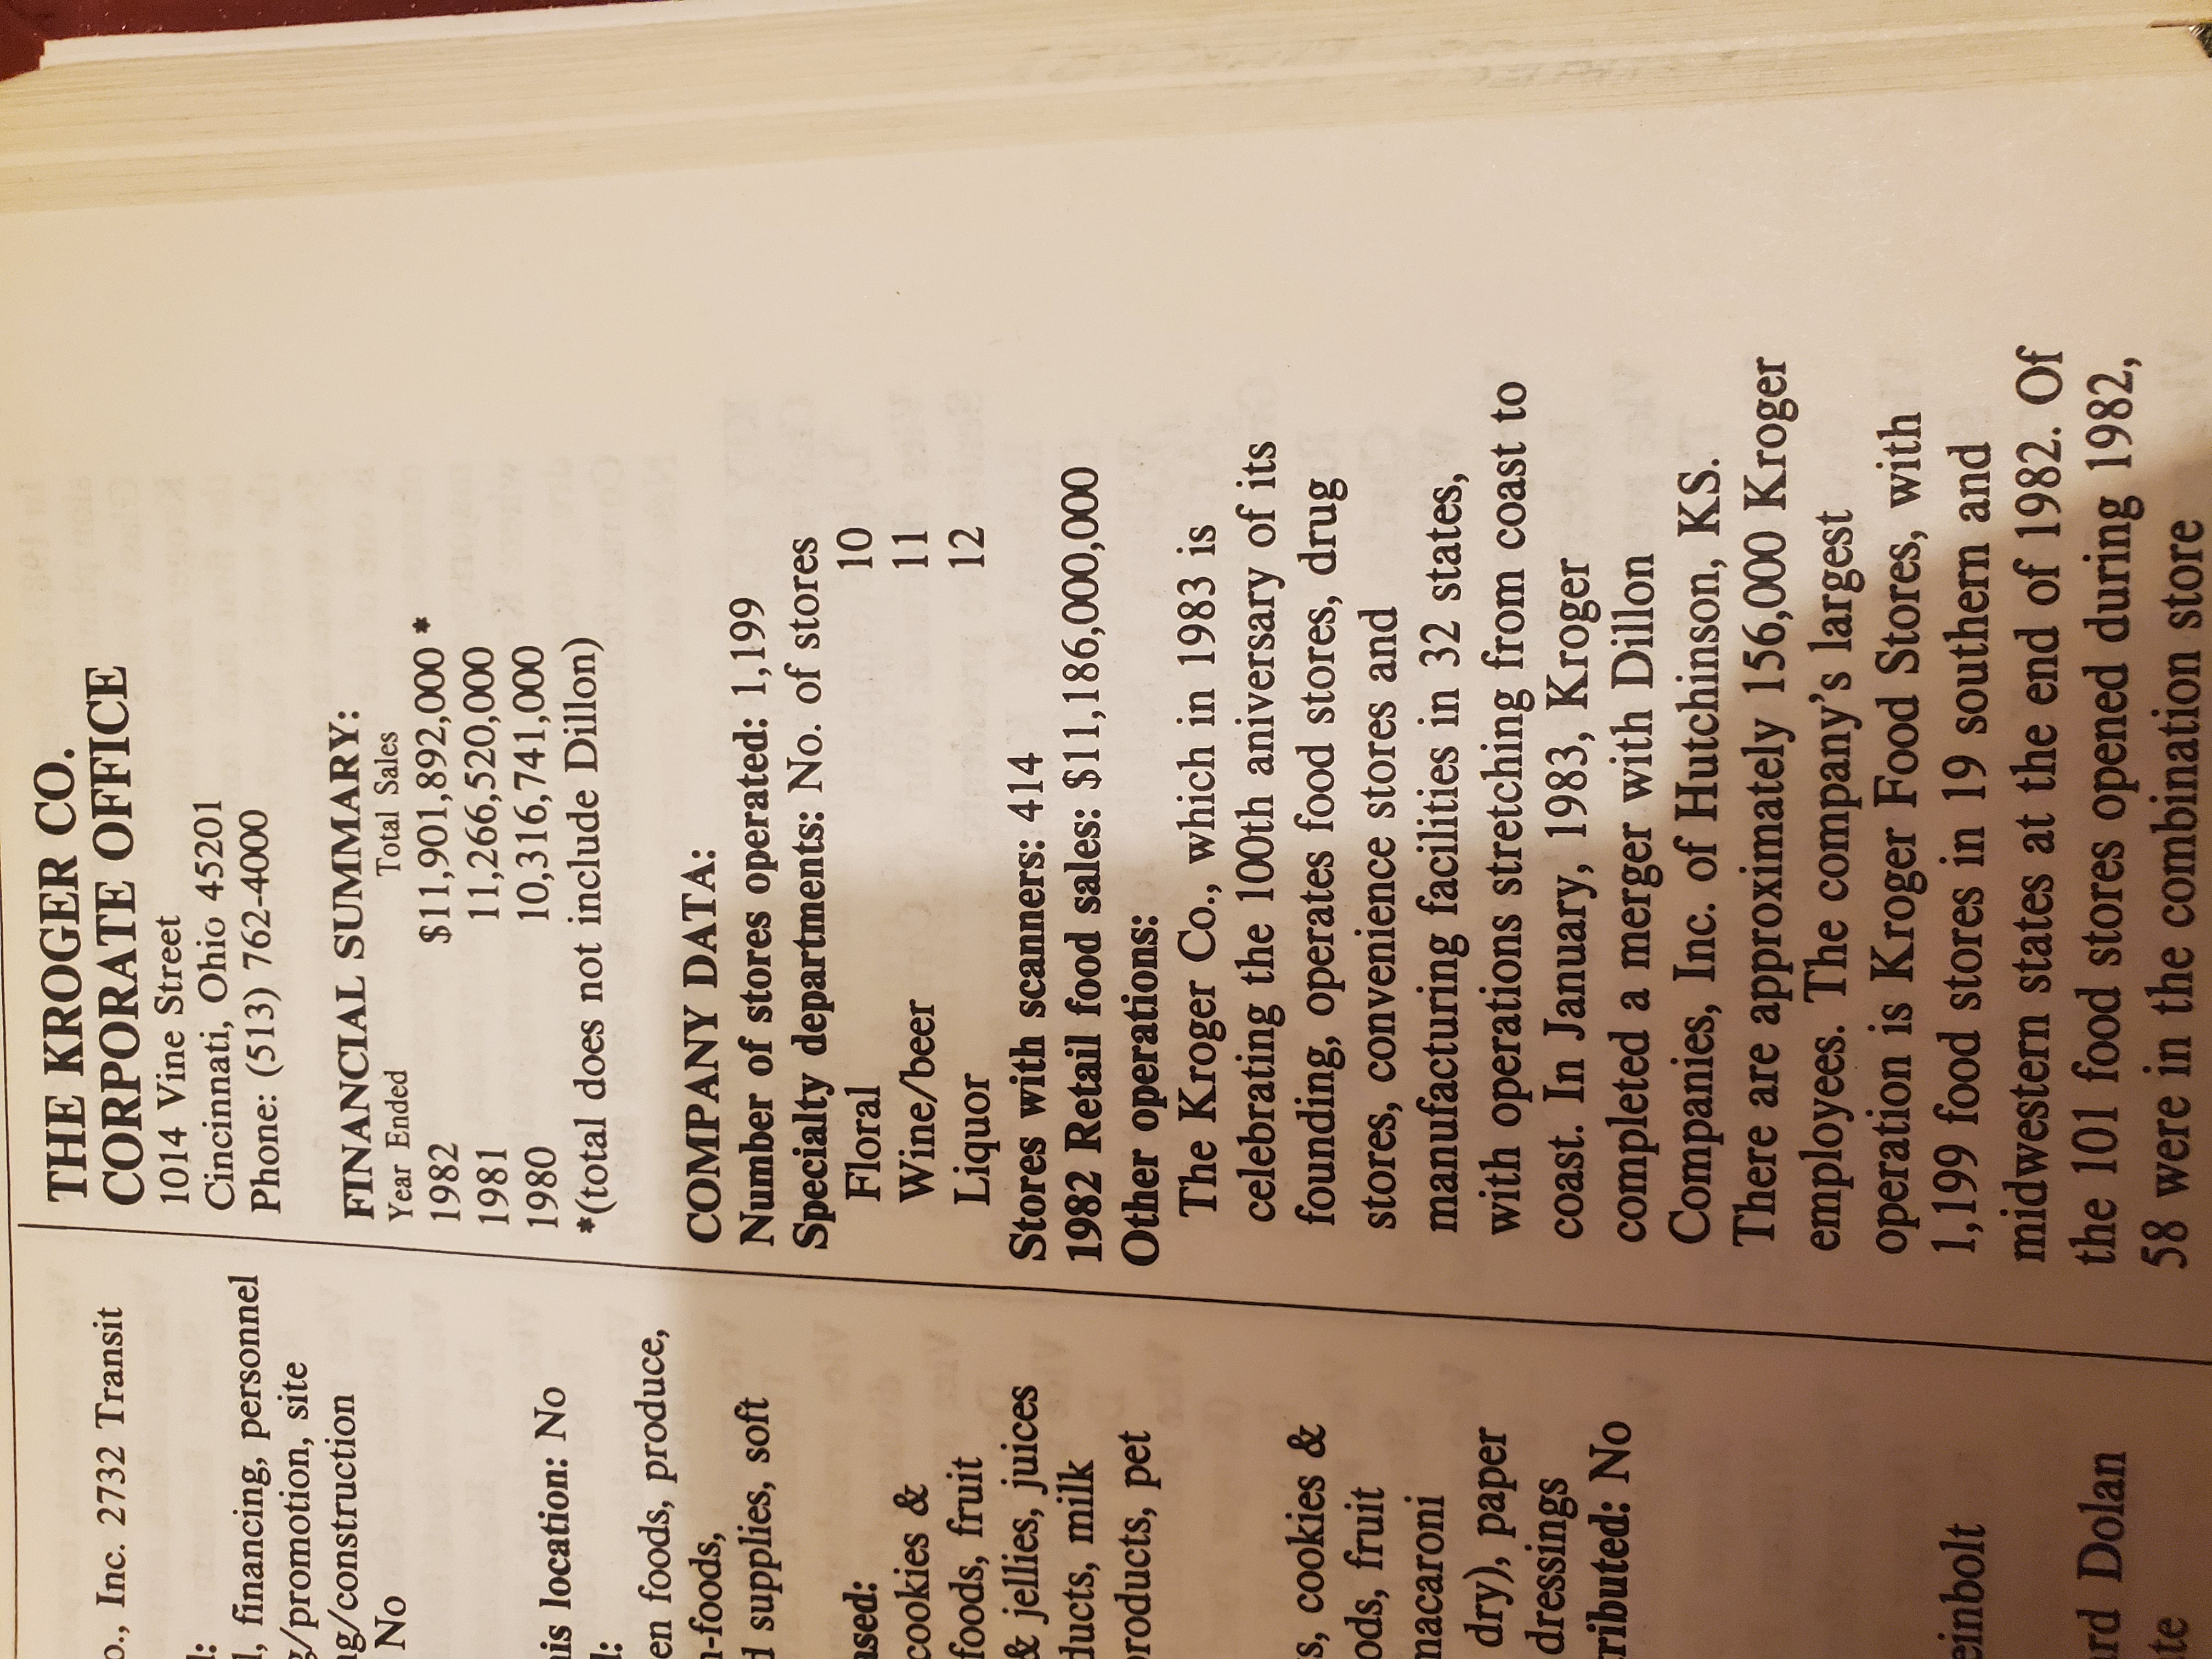 o., Inc. 2732 Transit
l:
l, financing, personnel
g/promotion, site
ng/construction
No
his location: No
l:
en foods, produce,
n-foods,
d supplies, soft
ased:
cookies &
foods, fruit
& jellies, juices
ducts, milk
products, pet
s, cookies &
ods, fruit
macaroni
dry), paper
dressings
ributed: No
einbolt
ard Dolan
te
THE KROGER CO.
CORPORATE OFFICE
1014 Vine Street
Cincinnati, Ohio 45201
Phone: (513) 762-4000
FINANCIAL SUMMARY:
Year Ended Total Sales
1982 $11,901,892,000 *
1981 11,266,520,000
1980 10,316,741,000
*(total does not include Dillon)
COMPANY DATA:
Number of stores operated: 1,199
Specialty departments: No. of stores
Floral 10
Wine/beer 11
Liquor 12
Stores with scanners: 414
1982 Retail food sales: $11,186,000,000
Other operations:
The Kroger Co., which in 1983 is
celebrating the 100th aniversary of its
founding, operates food stores, drug
stores, convenience stores and
manufacturing facilities in 32 states,
with operations stretching from coast to
coast. In January, 1983, Kroger
completed a merger with Dillon
Companies, Inc. of Hutchinson, KS.
There are approximately 156,000 Kroger
employees. The company's largest
operation is Kroger Food Stores, with
1,199 food stores in 19 southern and
midwestern states at the end of 1982. Of
the 101 food stores opened during 1982,
58 were in the combination store